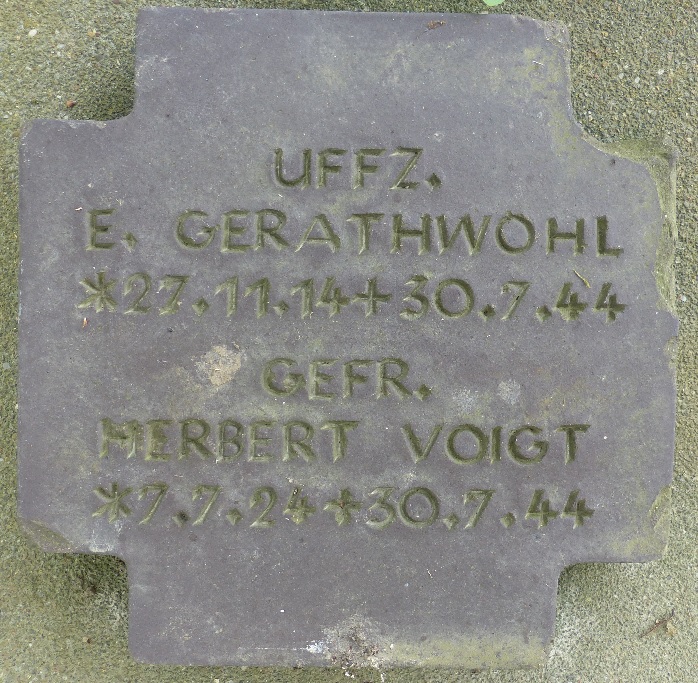 UFFZ.
E. GERATHWOHL
*27.11.14+30.7.44
GEFR.
HERBERT VOIGT
*7.7.24+30.7.44